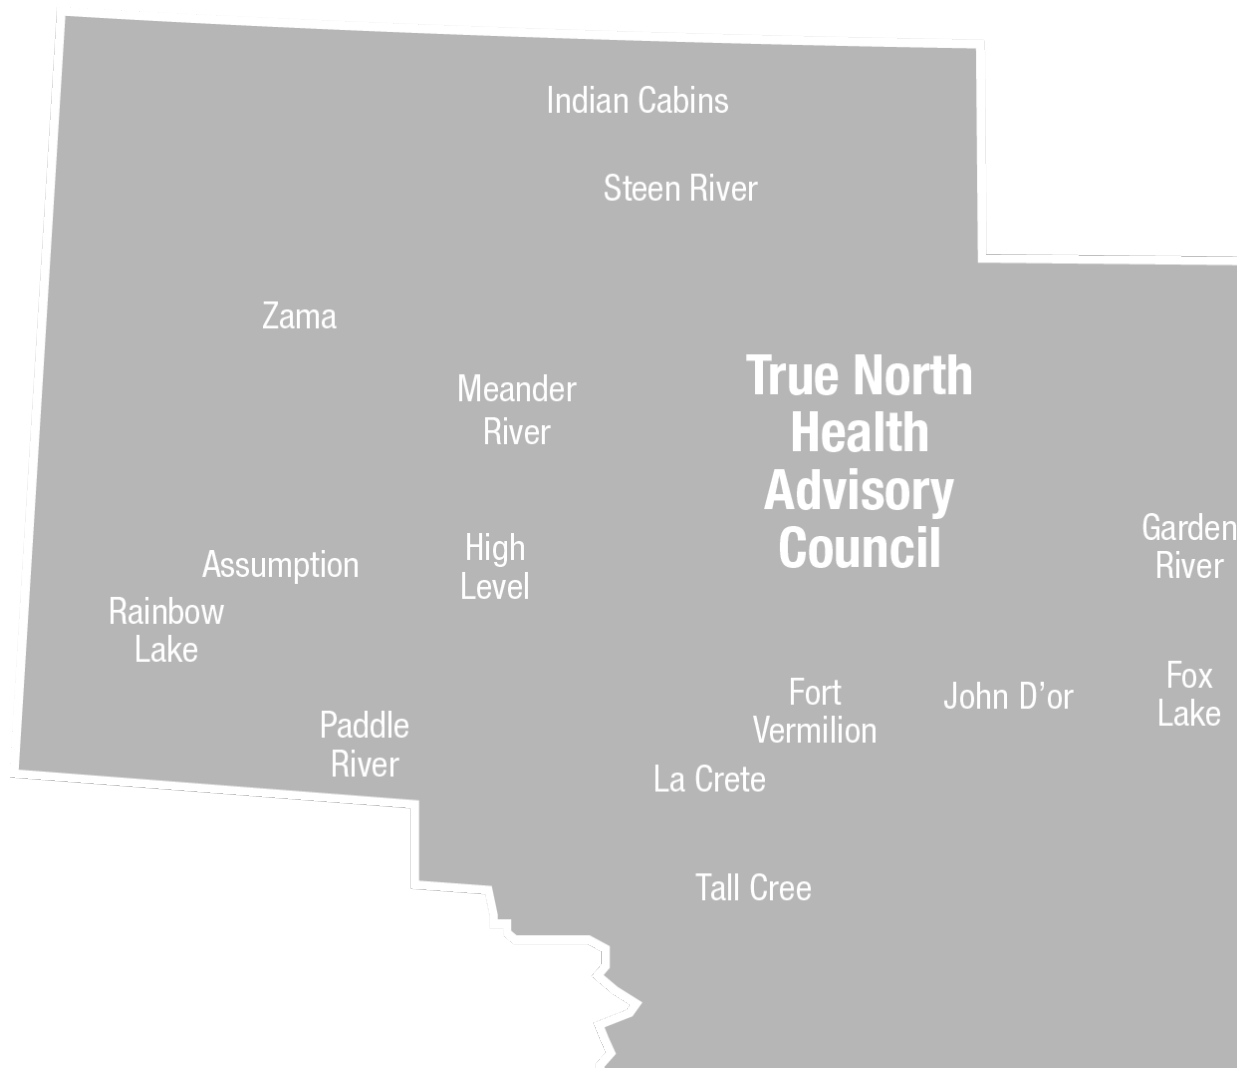 Indian Cabins
Steen River
Zama
Meander
River
True North
Health
Advisory
Council
Garden
River
High
Level
Assumption
Rainbow
Lake
Fox
Lake
Fort
Vermilion
John D’or
Paddle
River
La Crete
Tall Cree